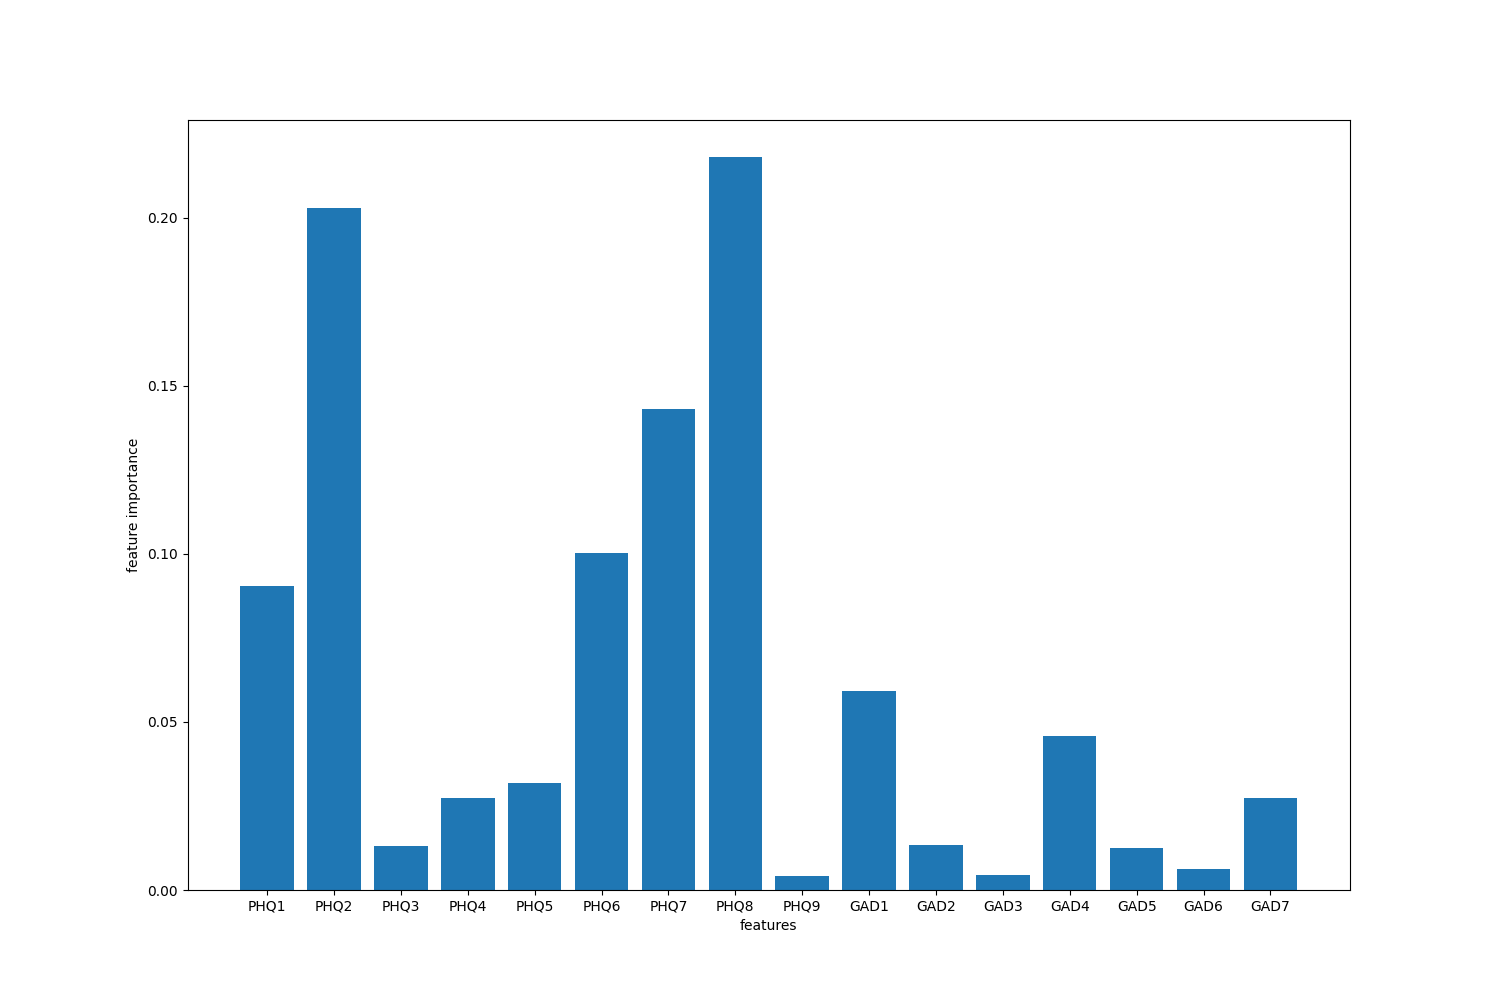 0.20
0.15
0.10
0.05
0.00
feature importance
PHQ1 PHQ2 PHQ3 PHQ4 PHQ5 PHQ6 PHQ7 PHQ8 PHQ9 GAD1 GAD2 GAD3 GAD4 GAD5 GAD6 GAD7
features